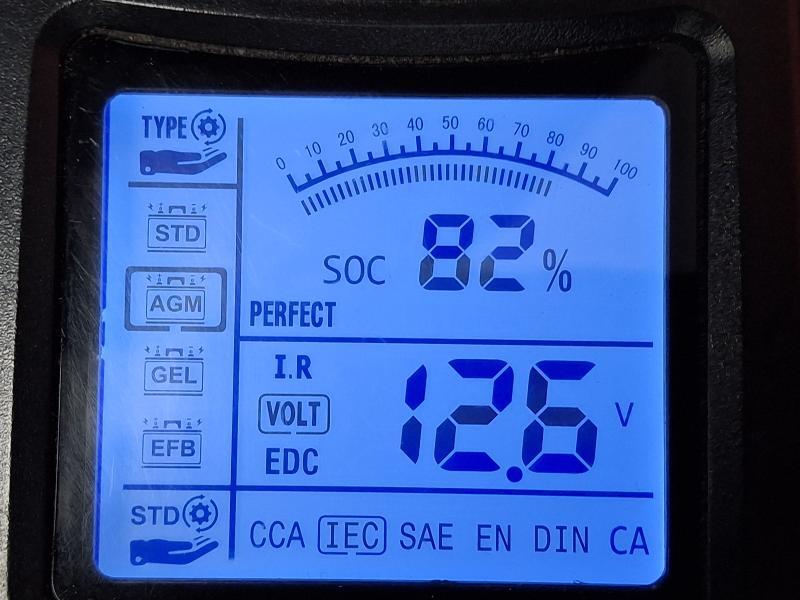 TYPE
0 10 20 30 40 50 60 70 80 90 100
STD
SOC 82 %
AGM
PERFECT
I.R
GEL
VOLT 12.6 V
EFB
EDC
STD
CCA IEC SAE EN DIN CA